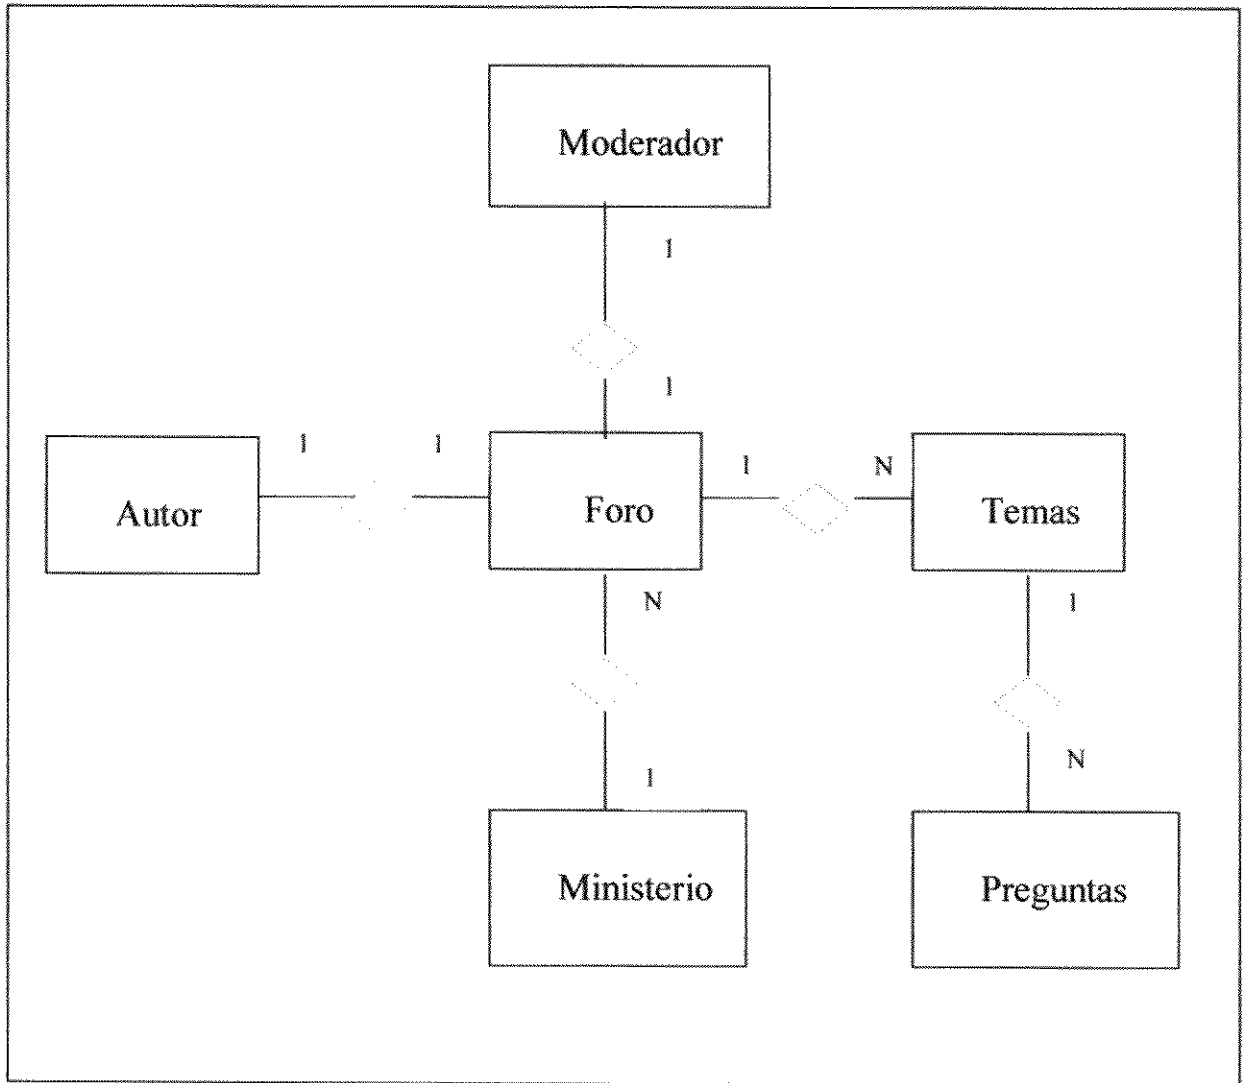 Moderador
1
1
Autor
1
1
Foro
1
N
Temas
N
1
1
N
Ministerio
Preguntas